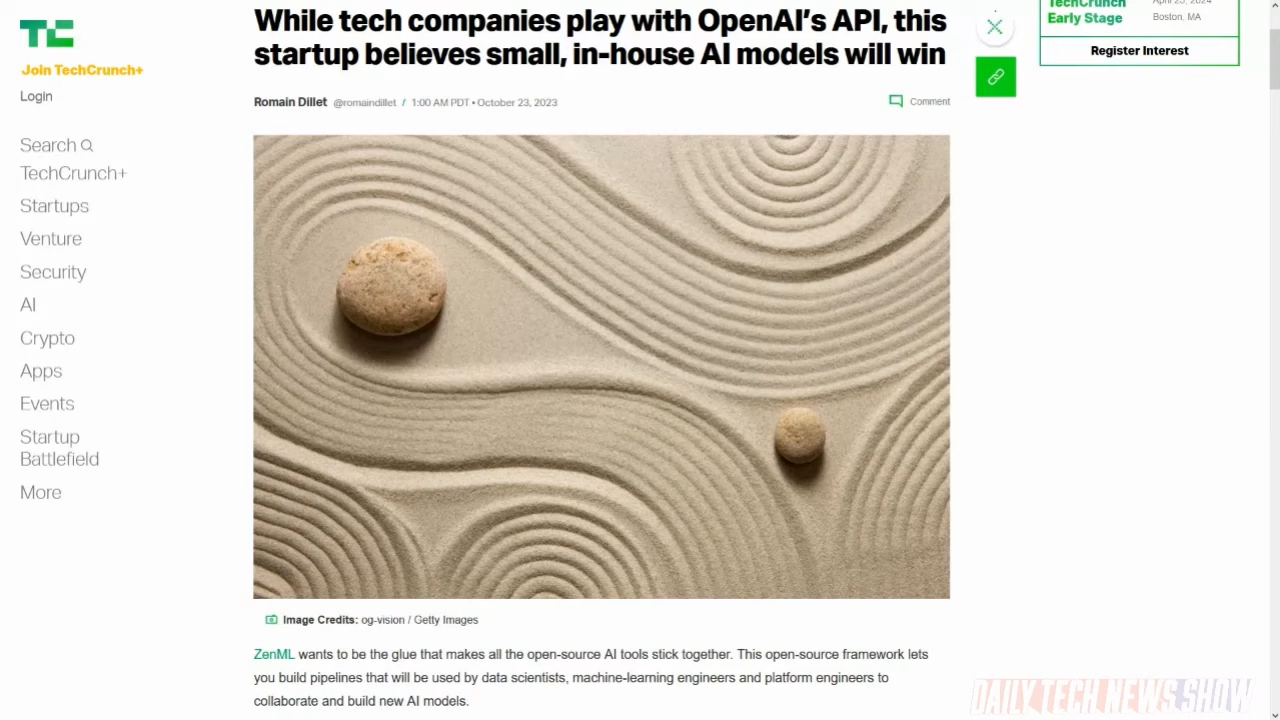 TC
Join TechCrunch+
Login
Search
TechCrunch+
Startups
Venture
Security
AI
Crypto
Apps
Events
Startup
Battlefield
More
While tech companies play with OpenAI's API, this
startup believes small, in-house AI models will win
Romain Dillet @romaindillet / 1:00 AM PDT • October 23, 2023
Comment
Image Credits: og-vision / Getty Images
ZenML wants to be the glue that makes all the open-source AI tools stick together. This open-source framework lets
you build pipelines that will be used by data scientists, machine-learning engineers and platform engineers to
collaborate and build new AI models.
TechCrunch
Early Stage
April 25, 2024
Boston, MA
Register Interest
DAILY TECH NEWS SHOW